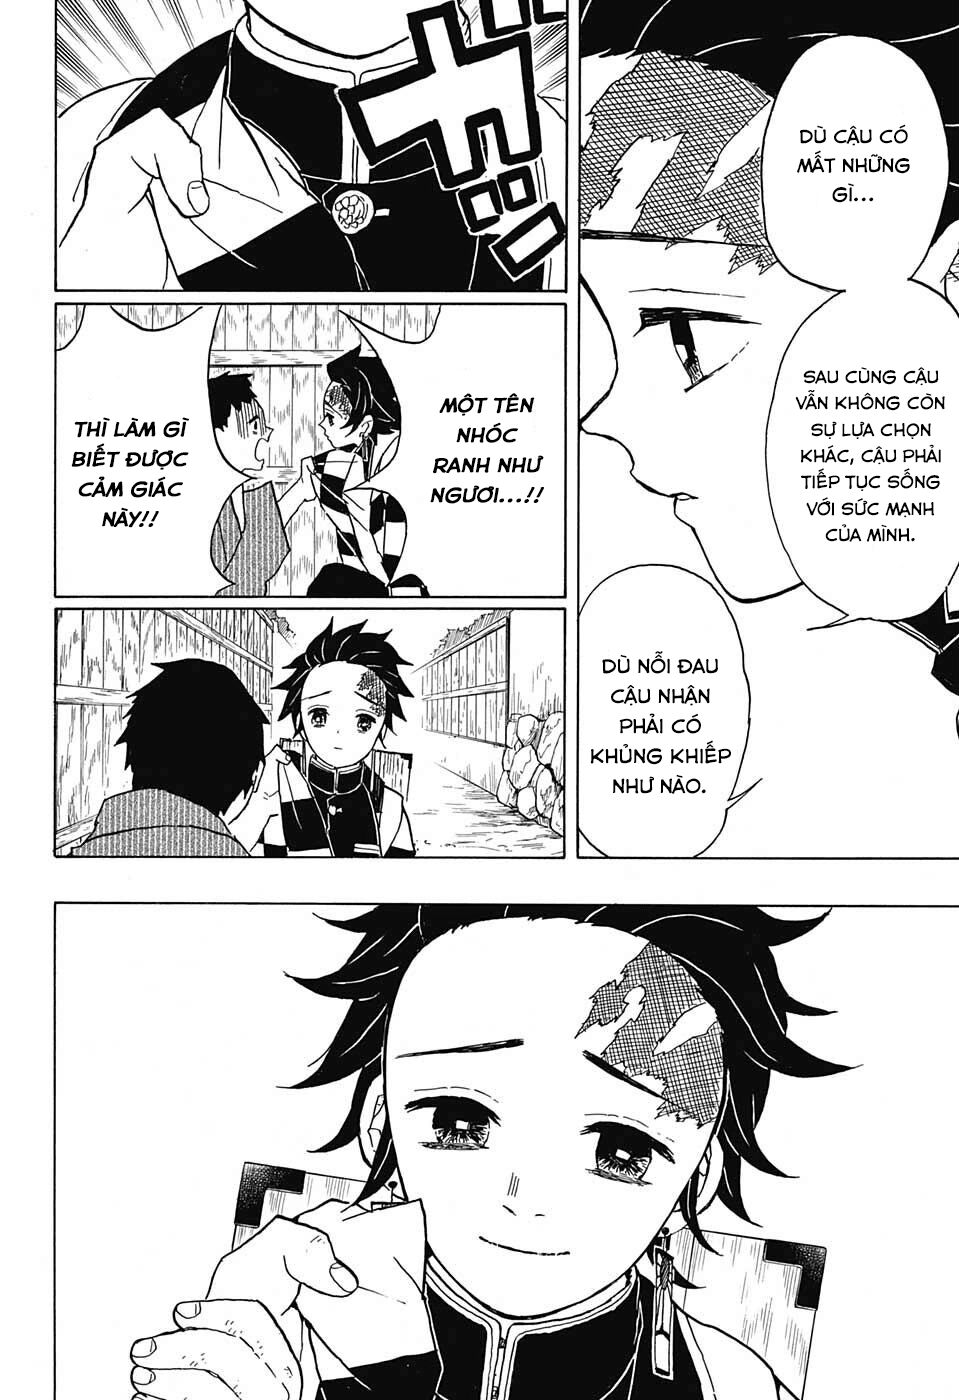 DÙ CẬU CÓ
MẤT NHỮNG
GÌ...
SAU CÙNG CẬU
VẪN KHÔNG CÒN
SỰ LỰA CHỌN
KHÁC, CẬU PHẢI
TIẾP TỤC SỐNG
VỚI SỨC MẠNH
CỦA MÌNH.
DÙ NỖI ĐAU
CẬU NHẬN
PHẢI CÓ
KHỦNG KHIẾP
NHƯ NÀO.
MỘT TÊN
NHÓC
RANH NHƯ
NGƯƠI...!!
THÌ LÀM GÌ
BIẾT ĐƯỢC
CẢM GIÁC
NÀY!!